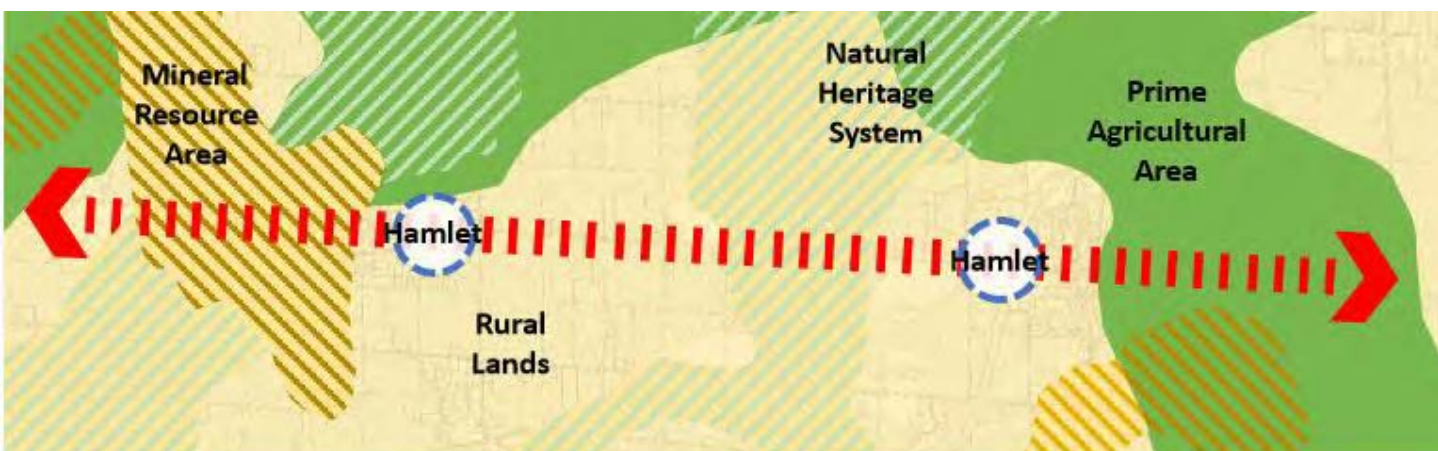 Mineral
Resource
Area
Natural
Heritage
System
Prime
Agricultural
Area
Hamlet
Hamlet
Rural
Lands